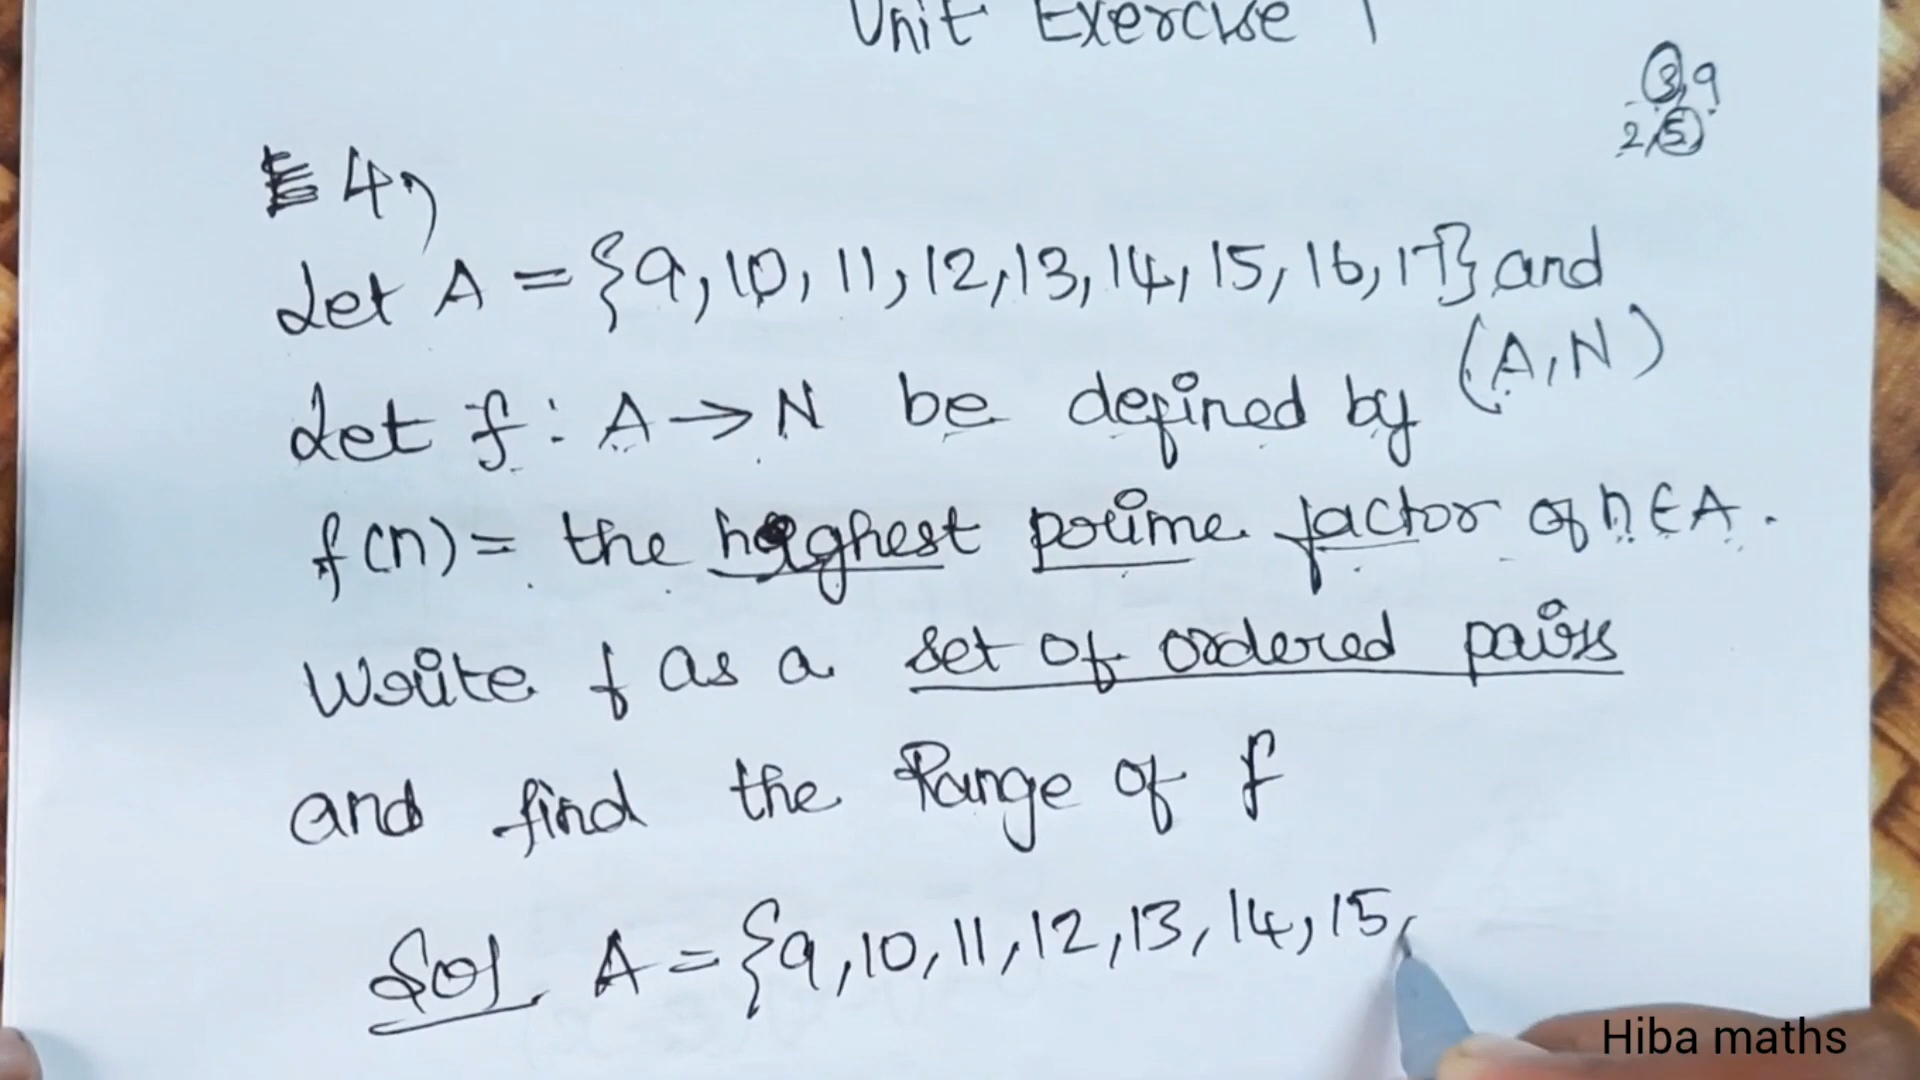 Unit Exercise 1
3,9
2,5
4)
Let A = {9,10,11,12,13,14,15,16,17} and
(A,N)
Let f : A → N be defined by
f(n) = the highest prime factor of n ∈ A.
Write f as a set of ordered pairs
and find the Range of f
Sol A = {9,10,11,12,13,14,15,
Hiba maths